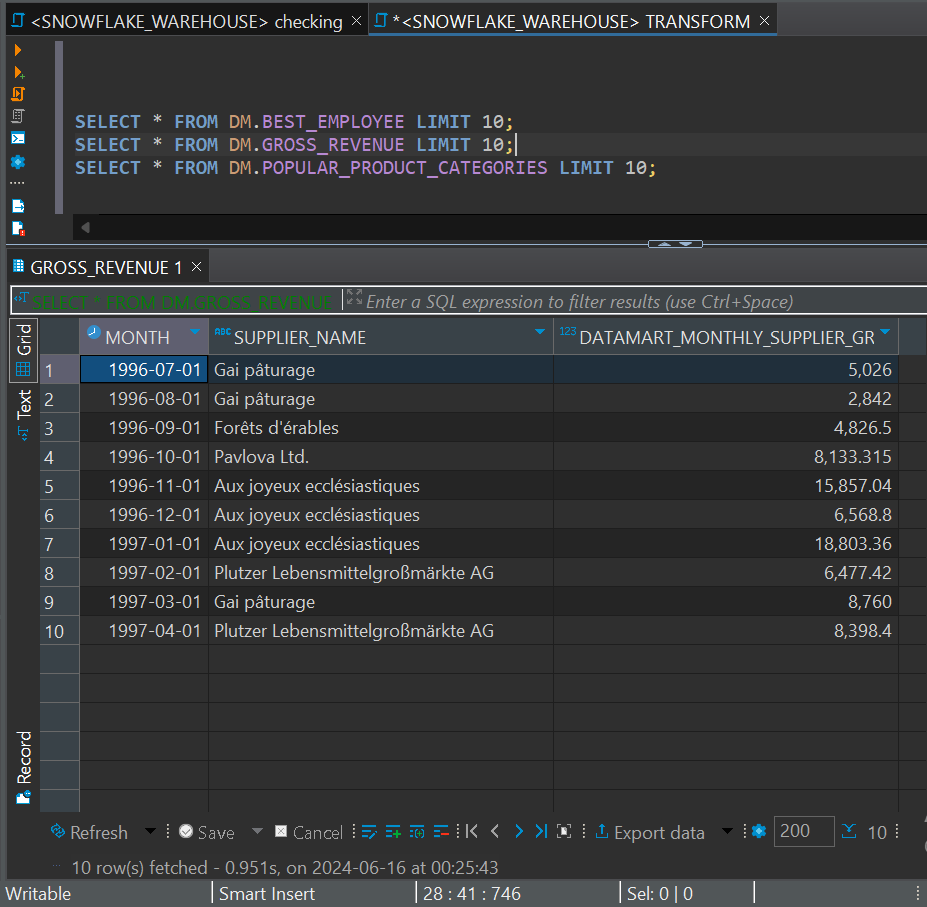 <SNOWFLAKE_WAREHOUSE> checking
*<SNOWFLAKE_WAREHOUSE> TRANSFORM
SELECT * FROM DM.BEST_EMPLOYEE LIMIT 10;
SELECT * FROM DM.GROSS_REVENUE LIMIT 10;
SELECT * FROM DM.POPULAR_PRODUCT_CATEGORIES LIMIT 10;
GROSS_REVENUE 1
SELECT * FROM DM.GROSS_REVENUE Enter a SQL expression to filter results (use Ctrl+Space)
Grid
Text
Record
MONTH ABC SUPPLIER_NAME 123 DATAMART_MONTHLY_SUPPLIER_GR
1 1996-07-01 Gai pâturage 5,026
2 1996-08-01 Gai pâturage 2,842
3 1996-09-01 Forêts d'érables 4,826.5
4 1996-10-01 Pavlova Ltd. 8,133.315
5 1996-11-01 Aux joyeux ecclésiastiques 15,857.04
6 1996-12-01 Aux joyeux ecclésiastiques 6,568.8
7 1997-01-01 Aux joyeux ecclésiastiques 18,803.36
8 1997-02-01 Plutzer Lebensmittelgroßmärkte AG 6,477.42
9 1997-03-01 Gai pâturage 8,760
10 1997-04-01 Plutzer Lebensmittelgroßmärkte AG 8,398.4
Refresh Save Cancel Export data 200 10
10 row(s) fetched - 0.951s, on 2024-06-16 at 00:25:43
Writable Smart Insert 28 : 41 : 746 Sel: 0 | 0